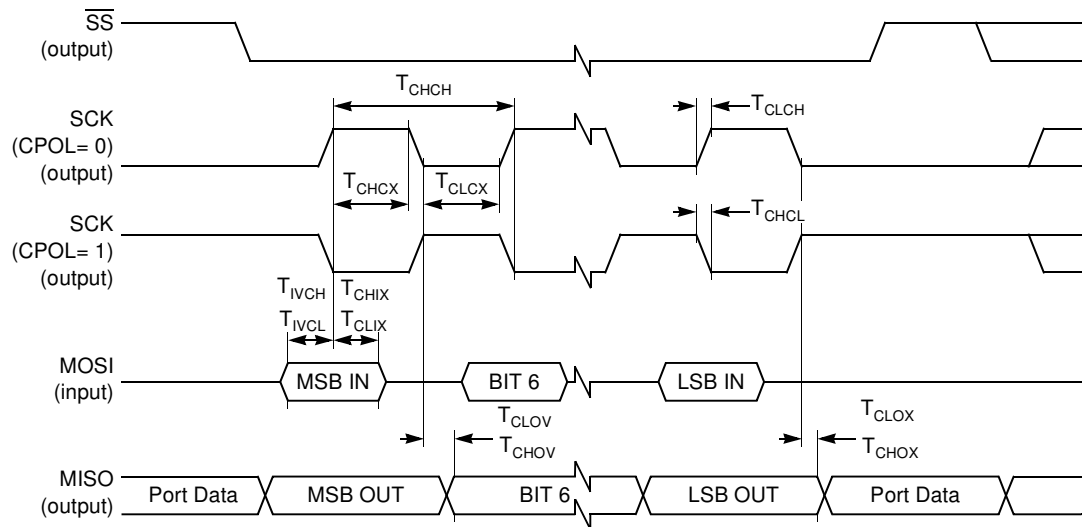 SS
(output)
T_CHCH
T_CLCH
SCK
(CPOL= 0)
(output)
T_CHCX
T_CLCX
T_CHCL
SCK
(CPOL= 1)
(output)
T_IVCH
T_CHIX
T_IVCL
T_CLIX
MOSI
(input)
MSB IN
BIT 6
LSB IN
T_CLOV
T_CHOV
T_CLOX
T_CHOX
MISO
(output)
Port Data
MSB OUT
BIT 6
LSB OUT
Port Data